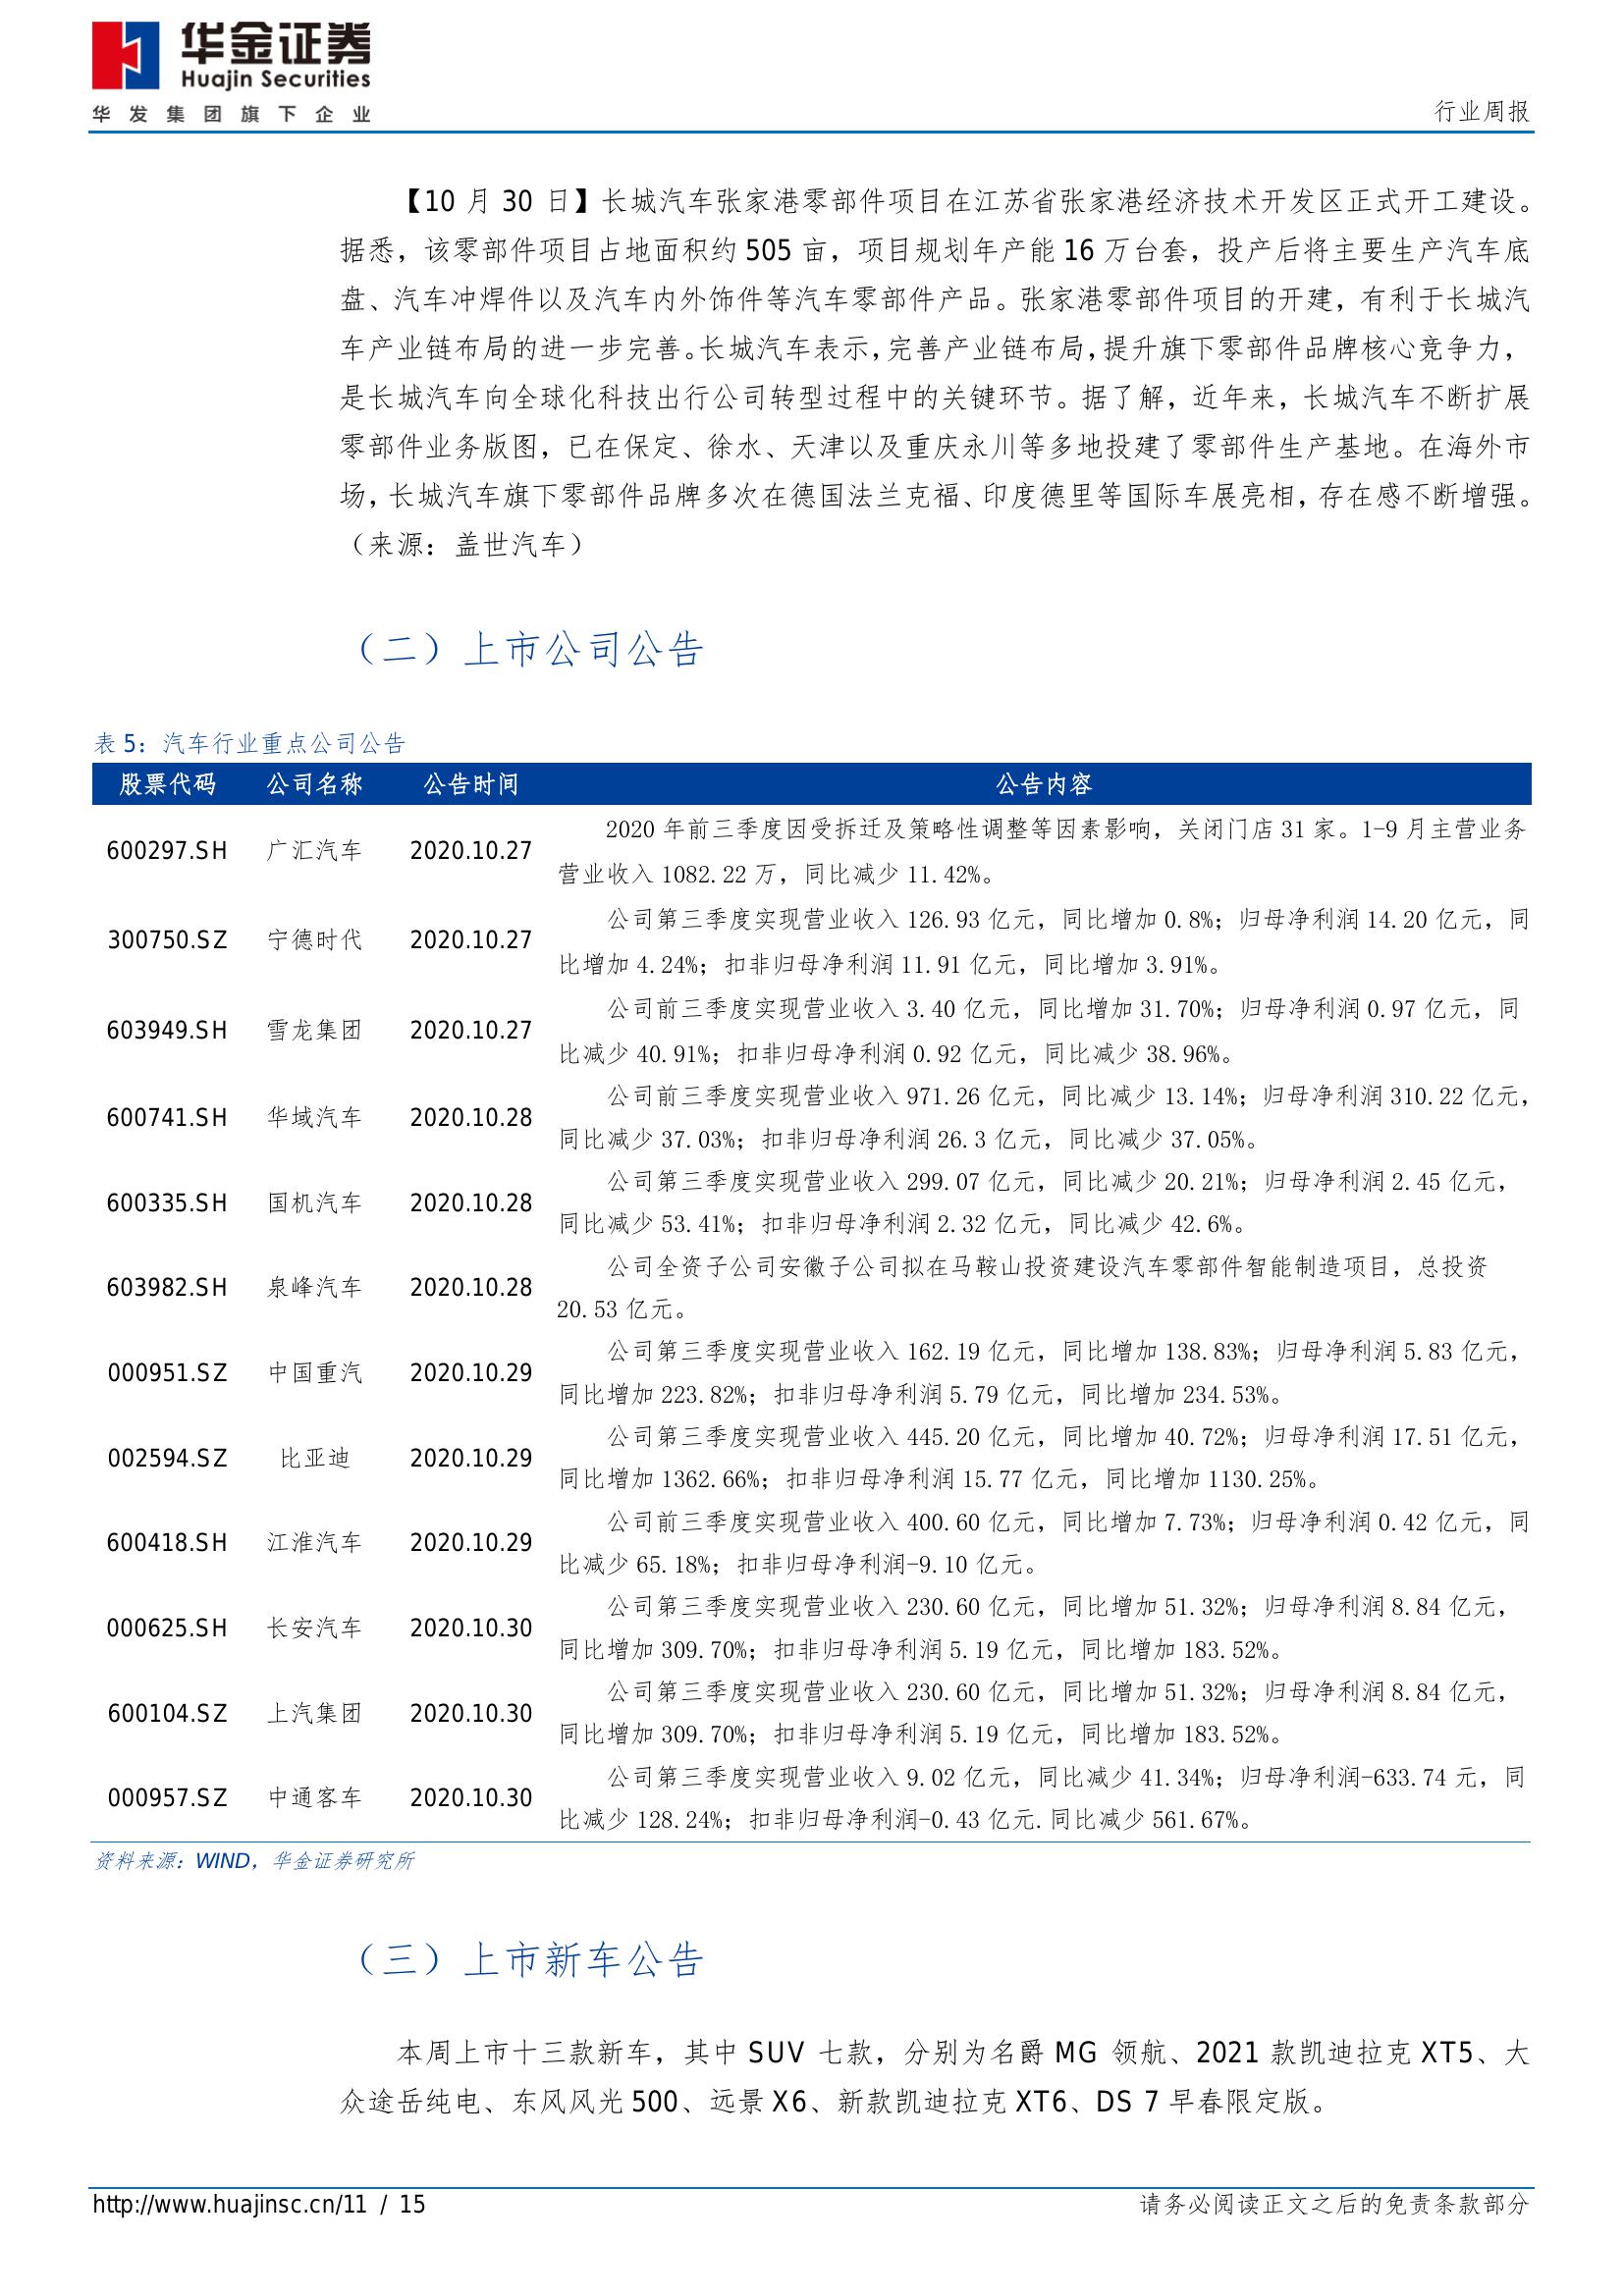 华金证券
Huajin Securities
华发集团旗下企业
行业周报
【10 月 30 日】长城汽车张家港零部件项目在江苏省张家港经济技术开发区正式开工建设。
据悉，该零部件项目占地面积约 505 亩，项目规划年产能 16 万台套，投产后将主要生产汽车底
盘、汽车冲焊件以及汽车内外饰件等汽车零部件产品。张家港零部件项目的开建，有利于长城汽
车产业链布局的进一步完善。长城汽车表示，完善产业链布局，提升旗下零部件品牌核心竞争力，
是长城汽车向全球化科技出行公司转型过程中的关键环节。据了解，近年来，长城汽车不断扩展
零部件业务版图，已在保定、徐水、天津以及重庆永川等多地投建了零部件生产基地。在海外市
场，长城汽车旗下零部件品牌多次在德国法兰克福、印度德里等国际车展亮相，存在感不断增强。
（来源：盖世汽车）
（二）上市公司公告
表 5：汽车行业重点公司公告
股票代码 公司名称 公告时间 公告内容
600297.SH 广汇汽车 2020.10.27 2020 年前三季度因受拆迁及策略性调整等因素影响，关闭门店 31 家。1-9 月主营业务
营业收入 1082.22 万，同比减少 11.42%。
300750.SZ 宁德时代 2020.10.27 公司第三季度实现营业收入 126.93 亿元，同比增加 0.8%；归母净利润 14.20 亿元，同
比增加 4.24%；扣非归母净利润 11.91 亿元，同比增加 3.91%。
603949.SH 雪龙集团 2020.10.27 公司前三季度实现营业收入 3.40 亿元，同比增加 31.70%；归母净利润 0.97 亿元，同
比减少 40.91%；扣非归母净利润 0.92 亿元，同比减少 38.96%。
600741.SH 华域汽车 2020.10.28 公司前三季度实现营业收入 971.26 亿元，同比减少 13.14%；归母净利润 310.22 亿元，
同比减少 37.03%；扣非归母净利润 26.3 亿元，同比减少 37.05%。
600335.SH 国机汽车 2020.10.28 公司第三季度实现营业收入 299.07 亿元，同比减少 20.21%；归母净利润 2.45 亿元，
同比减少 53.41%；扣非归母净利润 2.32 亿元，同比减少 42.6%。
603982.SH 泉峰汽车 2020.10.28 公司全资子公司安徽子公司拟在马鞍山投资建设汽车零部件智能制造项目，总投资
20.53 亿元。
000951.SZ 中国重汽 2020.10.29 公司第三季度实现营业收入 162.19 亿元，同比增加 138.83%；归母净利润 5.83 亿元，
同比增加 223.82%；扣非归母净利润 5.79 亿元，同比增加 234.53%。
002594.SZ 比亚迪 2020.10.29 公司第三季度实现营业收入 445.20 亿元，同比增加 40.72%；归母净利润 17.51 亿元，
同比增加 1362.66%；扣非归母净利润 15.77 亿元，同比增加 1130.25%。
600418.SH 江淮汽车 2020.10.29 公司前三季度实现营业收入 400.60 亿元，同比增加 7.73%；归母净利润 0.42 亿元，同
比减少 65.18%；扣非归母净利润-9.10 亿元。
000625.SH 长安汽车 2020.10.30 公司第三季度实现营业收入 230.60 亿元，同比增加 51.32%；归母净利润 8.84 亿元，
同比增加 309.70%；扣非归母净利润 5.19 亿元，同比增加 183.52%。
600104.SZ 上汽集团 2020.10.30 公司第三季度实现营业收入 230.60 亿元，同比增加 51.32%；归母净利润 8.84 亿元，
同比增加 309.70%；扣非归母净利润 5.19 亿元，同比增加 183.52%。
000957.SZ 中通客车 2020.10.30 公司第三季度实现营业收入 9.02 亿元，同比减少 41.34%；归母净利润-633.74 元，同
比减少 128.24%；扣非归母净利润-0.43 亿元.同比减少 561.67%。
资料来源：WIND，华金证券研究所
（三）上市新车公告
本周上市十三款新车，其中 SUV 七款，分别为名爵 MG 领航、2021 款凯迪拉克 XT5、大
众途岳纯电、东风风光 500、远景 X6、新款凯迪拉克 XT6、DS 7 早春限定版。
http://www.huajinsc.cn/11 / 15
请务必阅读正文之后的免责条款部分